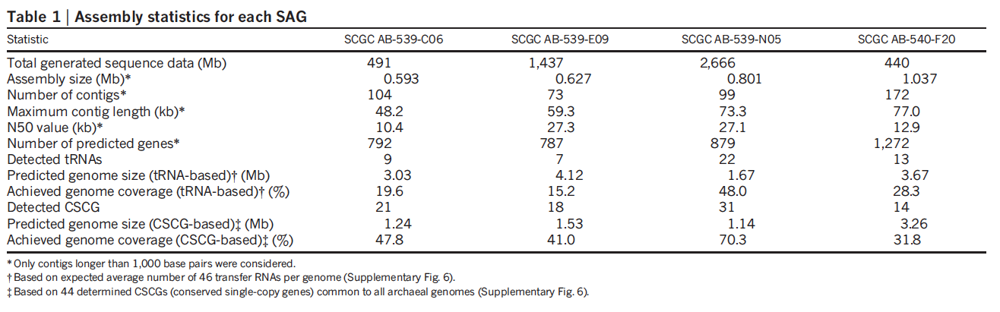 Table 1 | Assembly statistics for each SAG
Statistic SCGC AB-539-C06 SCGC AB-539-E09 SCGC AB-539-N05 SCGC AB-540-F20
Total generated sequence data (Mb) 491 1,437 2,666 440
Assembly size (Mb)* 0.593 0.627 0.801 1.037
Number of contigs* 104 73 99 172
Maximum contig length (kb)* 48.2 59.3 73.3 77.0
N50 value (kb)* 10.4 27.3 27.1 12.9
Number of predicted genes* 792 787 879 1,272
Detected tRNAs 9 7 22 13
Predicted genome size (tRNA-based)† (Mb) 3.03 4.12 1.67 3.67
Achieved genome coverage (tRNA-based)† (%) 19.6 15.2 48.0 28.3
Detected CSCG 21 18 31 14
Predicted genome size (CSCG-based)‡ (Mb) 1.24 1.53 1.14 3.26
Achieved genome coverage (CSCG-based)‡ (%) 47.8 41.0 70.3 31.8
* Only contigs longer than 1,000 base pairs were considered.
† Based on expected average number of 46 transfer RNAs per genome (Supplementary Fig. 6).
‡ Based on 44 determined CSCGs (conserved single-copy genes) common to all archaeal genomes (Supplementary Fig. 6).